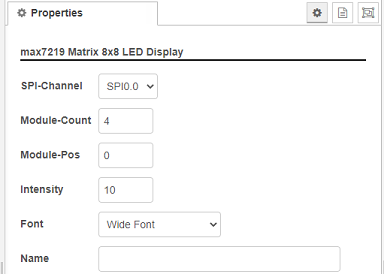 Properties
max7219 Matrix 8x8 LED Display
SPI-Channel SPI0.0
Module-Count 4
Module-Pos 0
Intensity 10
Font Wide Font
Name